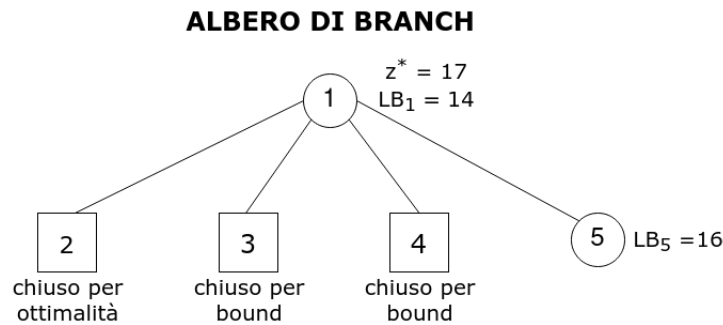 ALBERO DI BRANCH
z* = 17
1
LB₁ = 14
2
3
4
5
LB₅ =16
chiuso per ottimalità
chiuso per bound
chiuso per bound